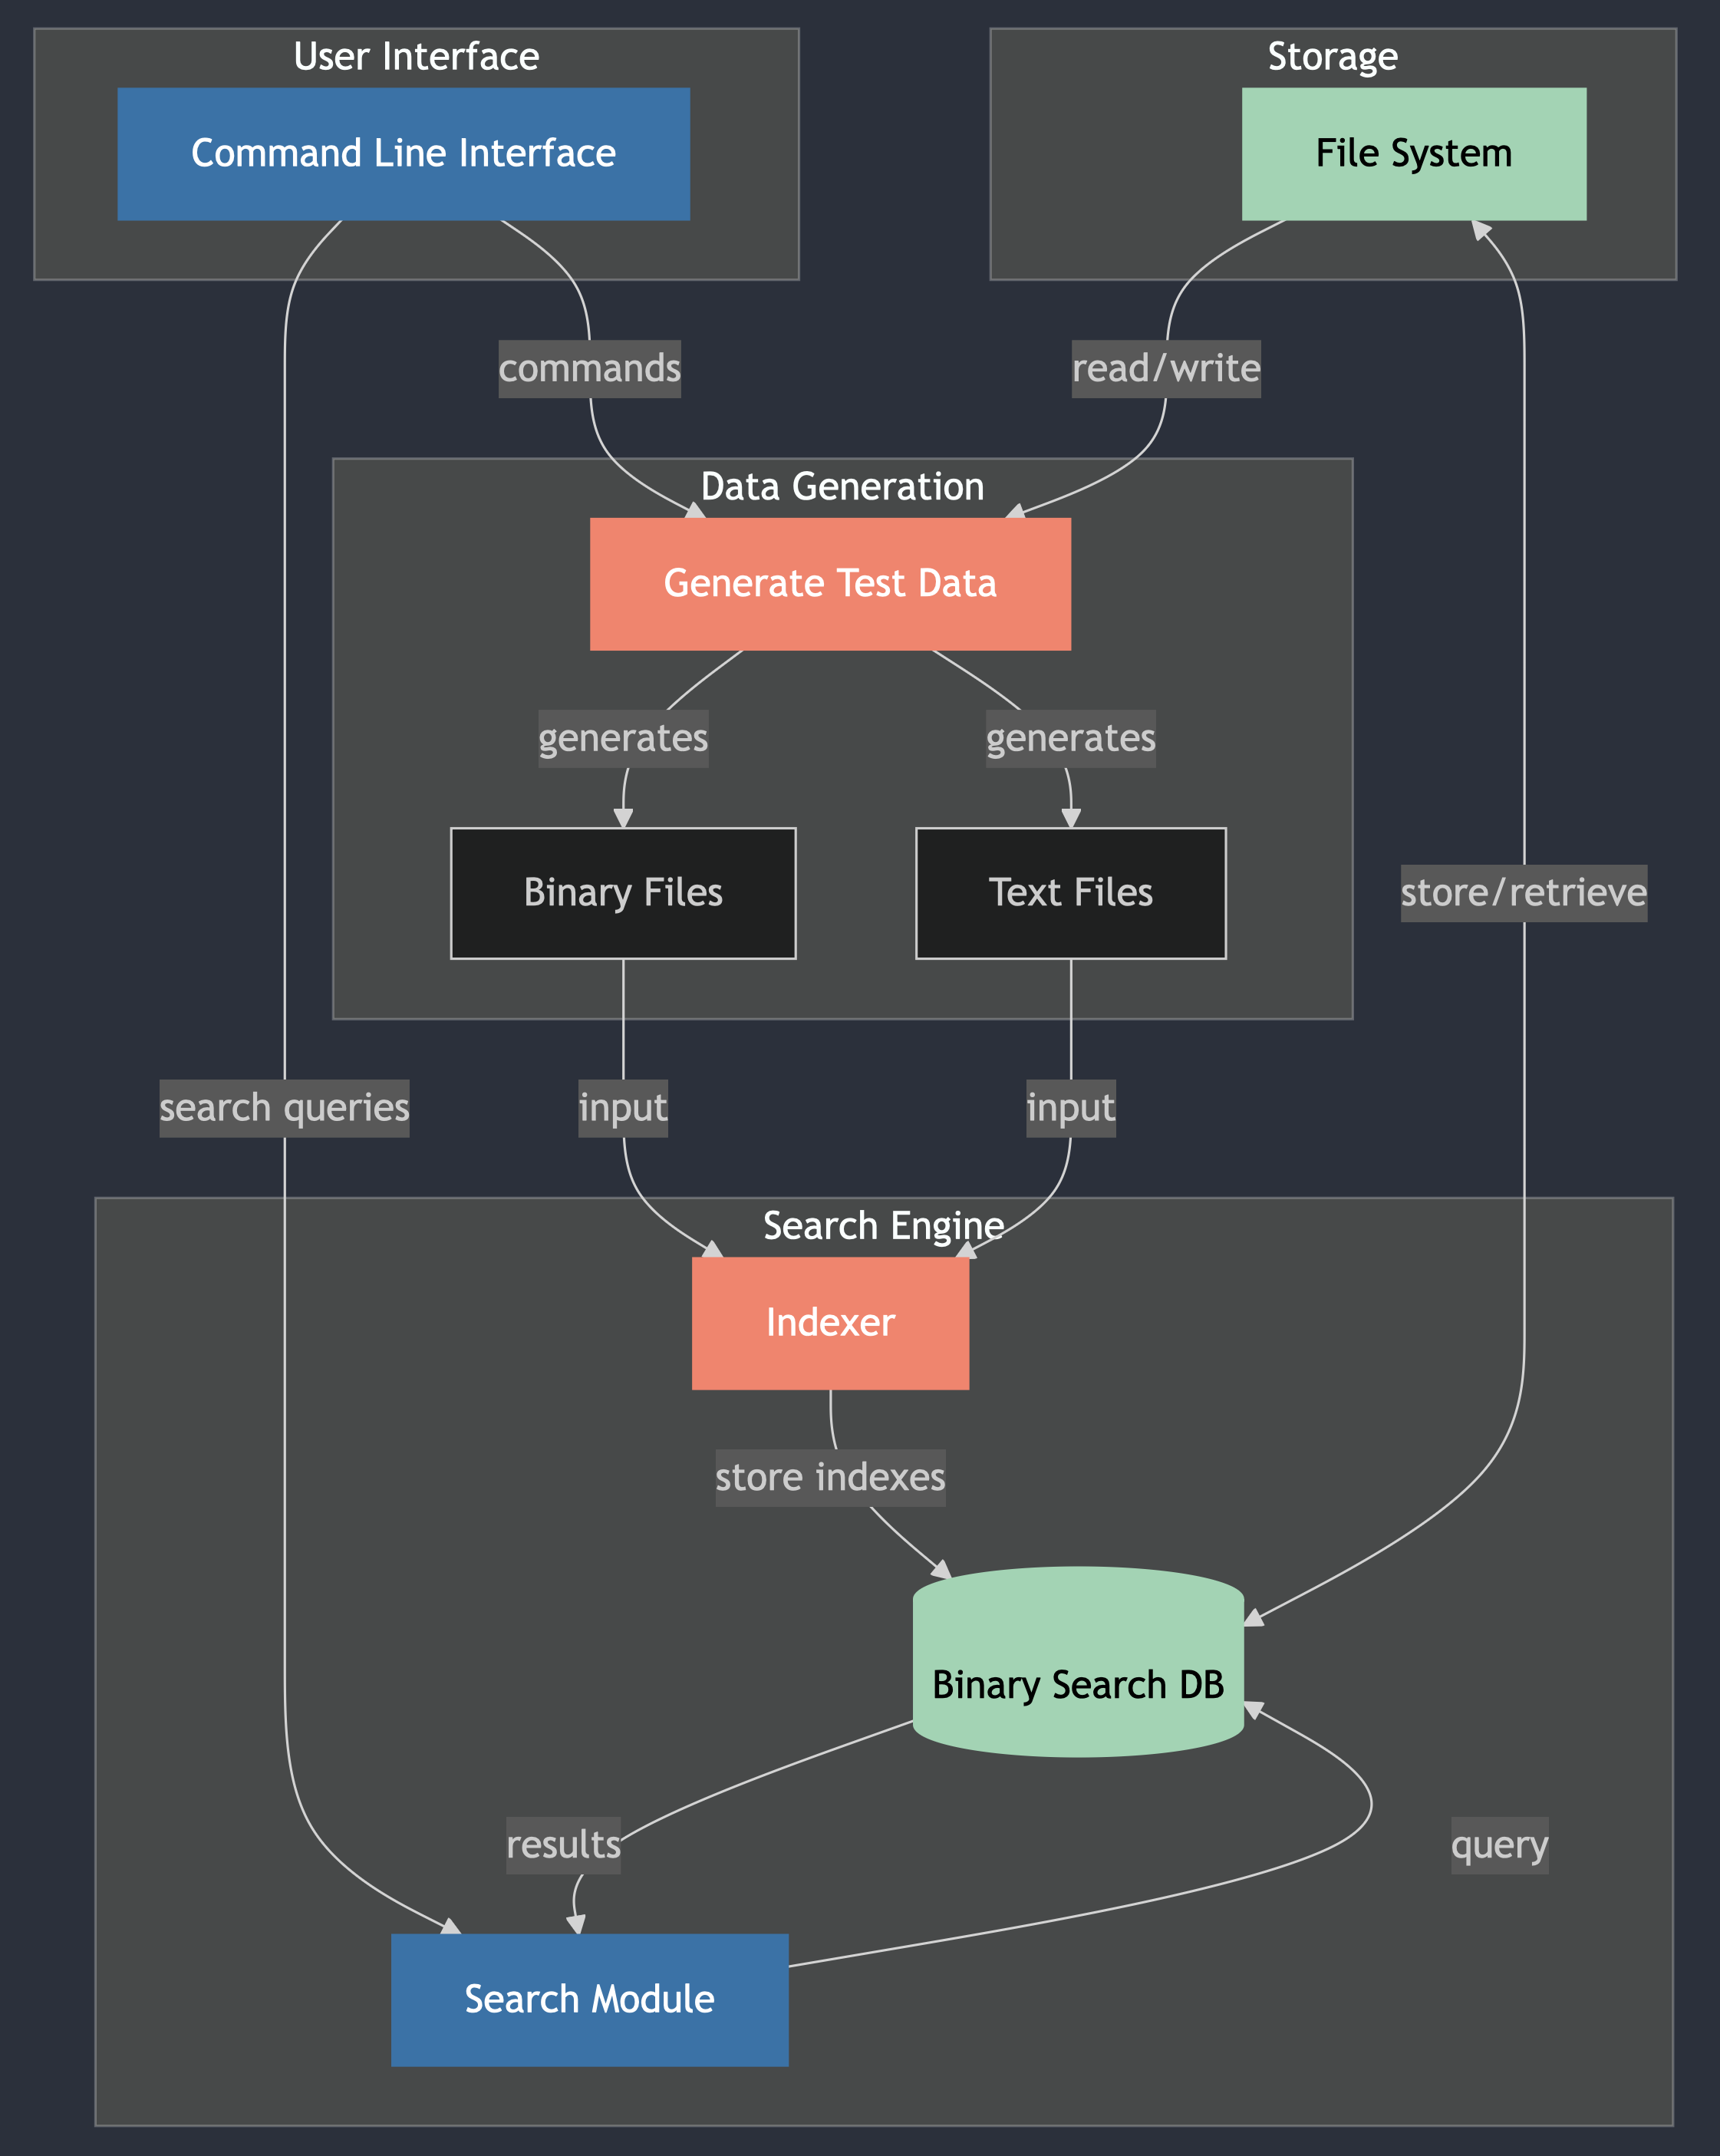 User Interface
Storage
Command Line Interface
File System
commands
read/write
Data Generation
Generate Test Data
generates
generates
Binary Files
Text Files
store/retrieve
search queries
input
input
Search Engine
Indexer
store indexes
Binary Search DB
results
query
Search Module